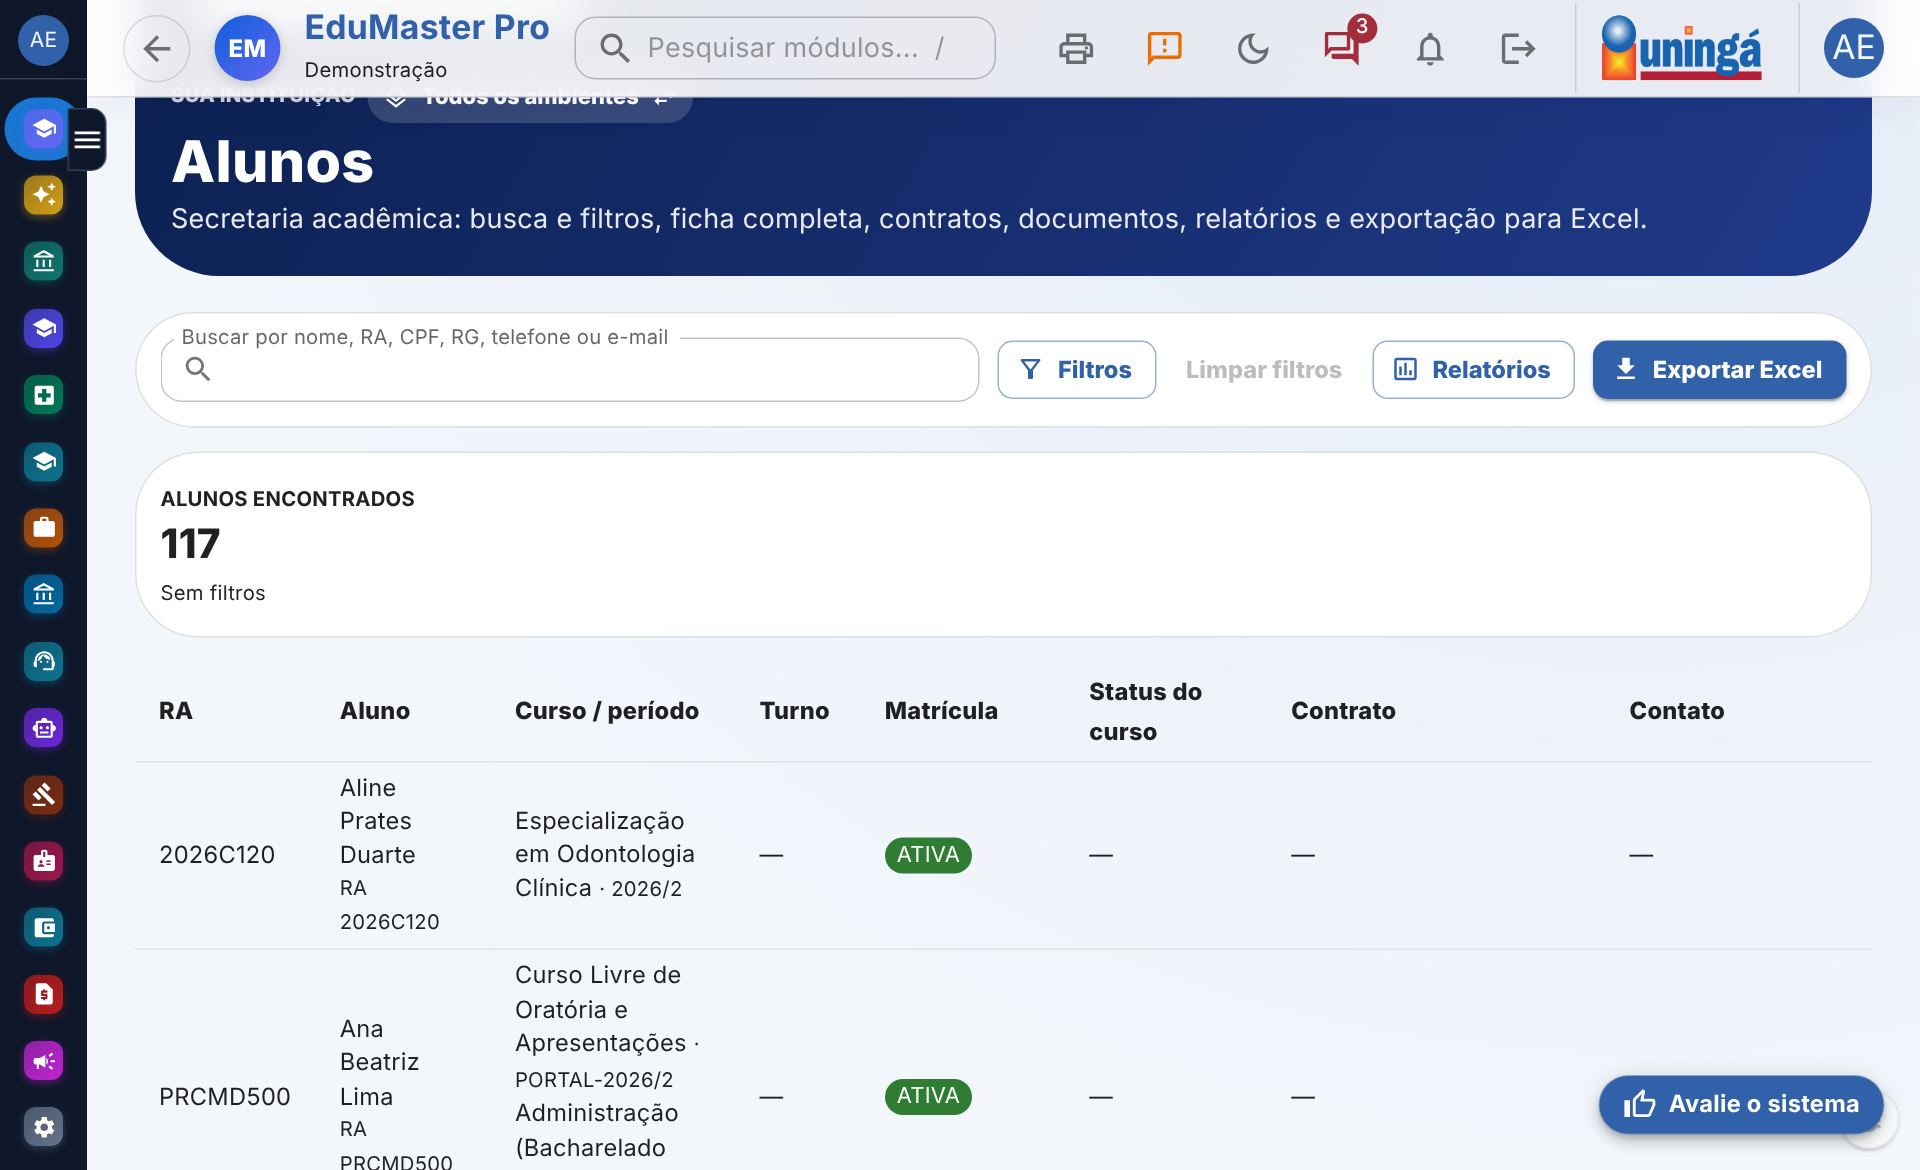 AE
EM
EduMaster Pro
Demonstração
Pesquisar módulos... /
3
uningá
AE
SUA INSTITUIÇÃO
Todos os ambientes
Alunos
Secretaria acadêmica: busca e filtros, ficha completa, contratos, documentos, relatórios e exportação para Excel.
Buscar por nome, RA, CPF, RG, telefone ou e-mail
Filtros
Limpar filtros
Relatórios
Exportar Excel
ALUNOS ENCONTRADOS
117
Sem filtros
RA
Aluno
Curso / período
Turno
Matrícula
Status do
curso
Contrato
Contato
2026C120
Aline
Prates
Duarte
RA
2026C120
Especialização
em Odontologia
Clínica · 2026/2
—
ATIVA
—
—
—
PRCMD500
Ana
Beatriz
Lima
RA
PRCMD500
Curso Livre de
Oratória e
Apresentações ·
PORTAL-2026/2
Administração
(Bacharelado
—
ATIVA
—
—
Avalie o sistema